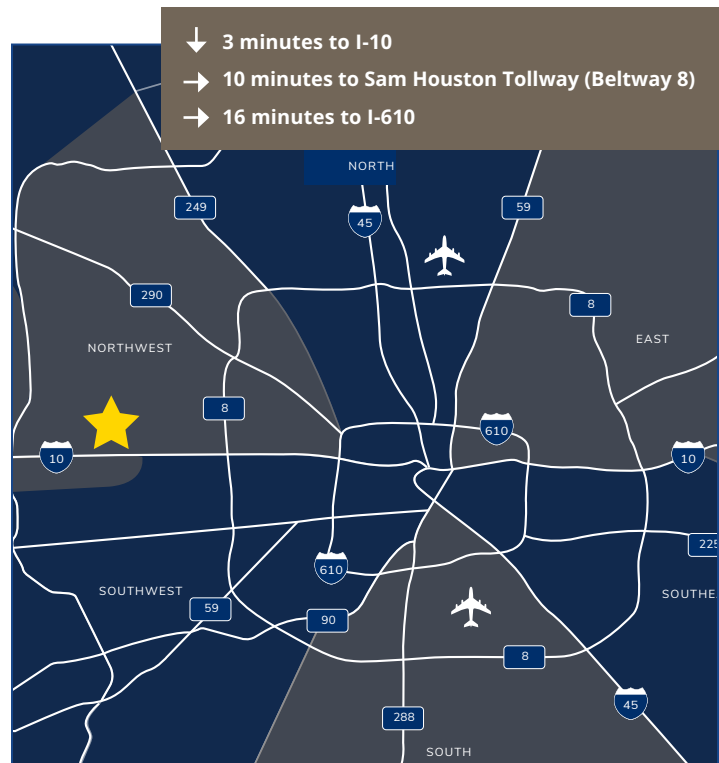 3 minutes to I-10
10 minutes to Sam Houston Tollway (Beltway 8)
16 minutes to I-610
NORTH
249
45
59
290
8
EAST
NORTHWEST
8
610
10
10
225
610
SOUTHWEST
SOUTHE
59
90
8
45
288
SOUTH